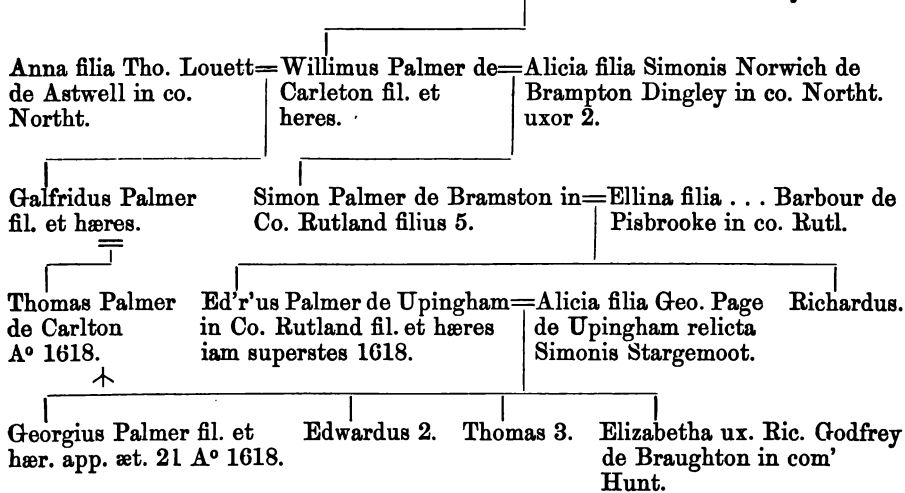 Anna filia Tho. Louett=Willimus Palmer de=Alicia filia Simonis Norwich de
de Astwell in co. Carleton fil. et Brampton Dingley in co. Northt.
Northt. heres. uxor 2.
Galfridus Palmer Simon Palmer de Bramston in=Ellina filia . . . Barbour de
fil. et hæres. Co. Rutland filius 5. Pisbrooke in co. Rutl.
Thomas Palmer Ed'r'us Palmer de Upingham=Alicia filia Geo. Page Richardus.
de Carlton in Co. Rutland fil. et hæres de Upingham relicta
Aº 1618. iam superstes 1618. Simonis Stargemoot.
Georgius Palmer fil. et Edwardus 2. Thomas 3. Elizabetha ux. Ric. Godfrey
hær. app. æt. 21 Aº 1618. de Braughton in com'
Hunt.